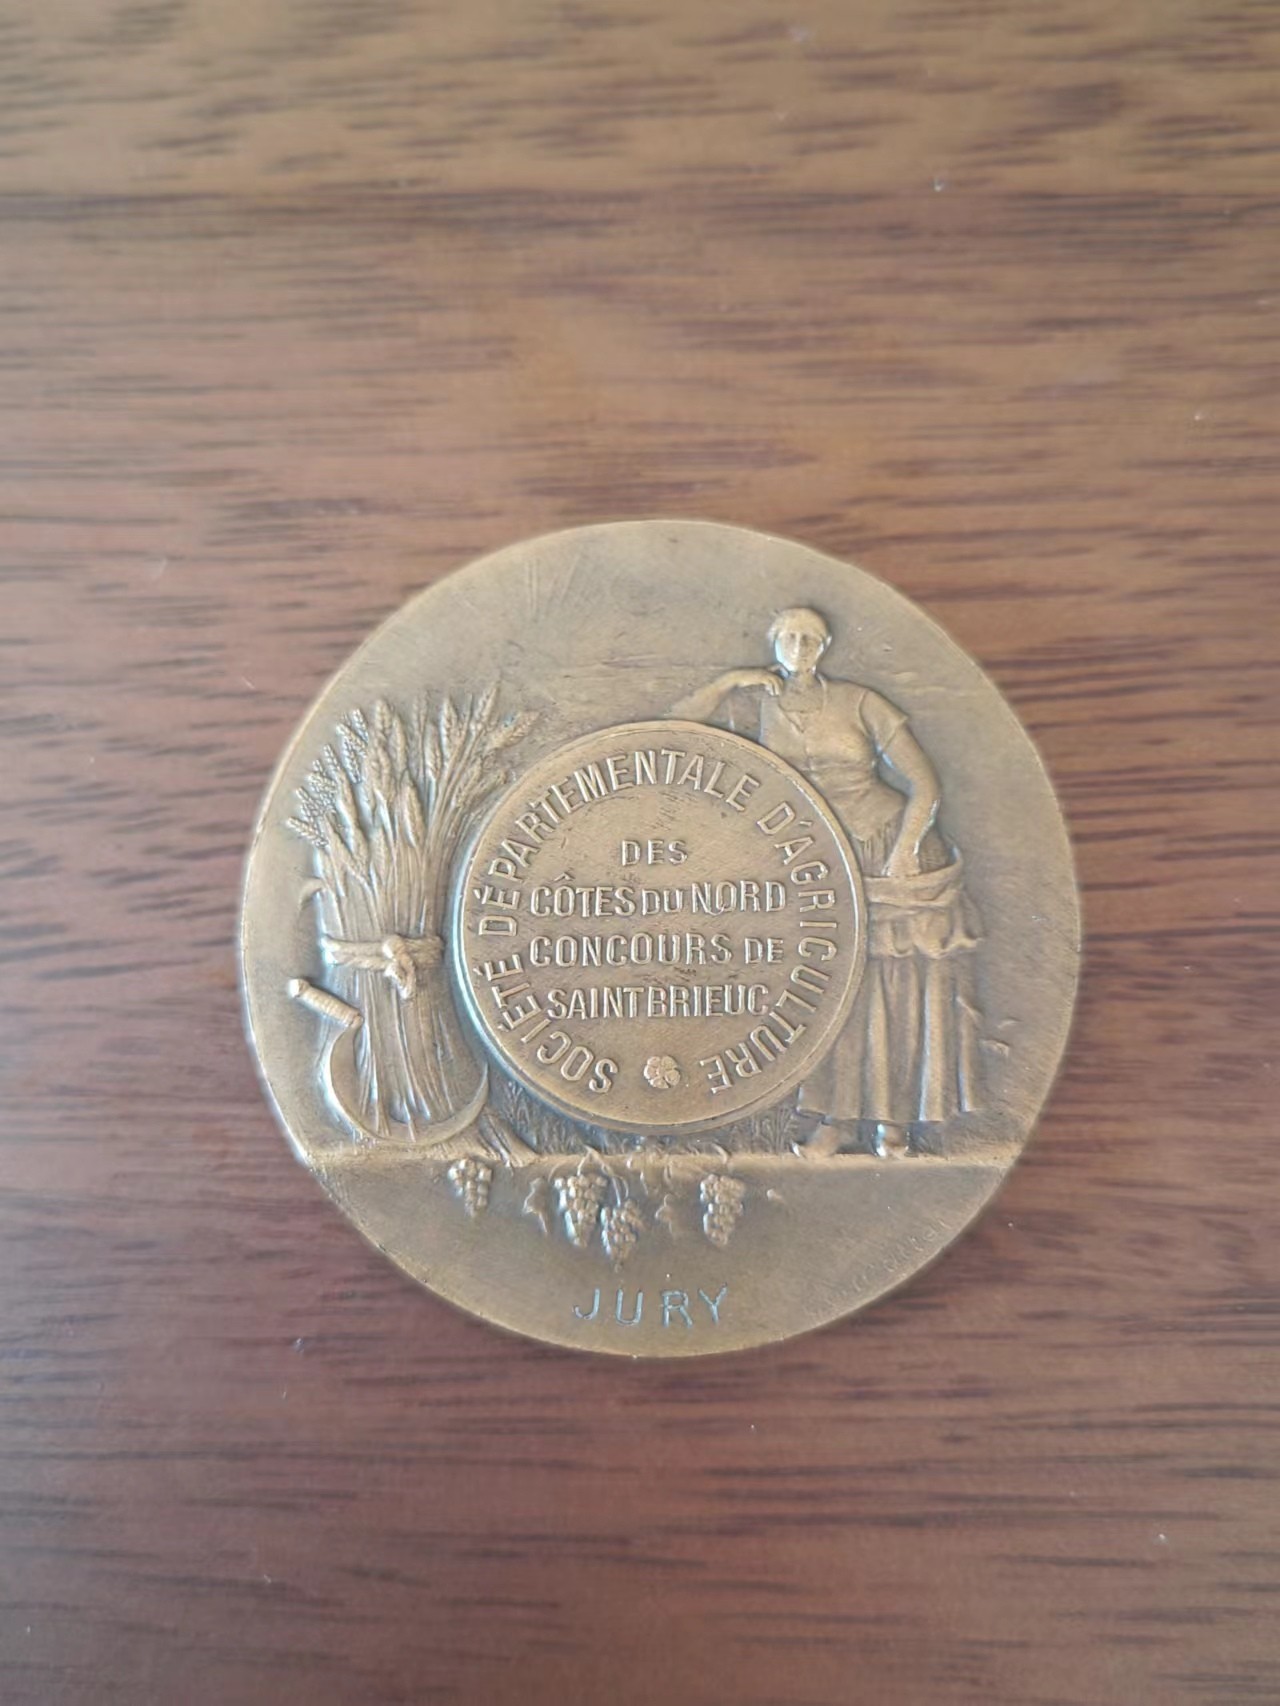 SOCIÉTÉ DÉPARTEMENTALE D'AGRICULTURE
DES
CÔTES DU NORD
CONCOURS DE
SAINT BRIEUC
JURY